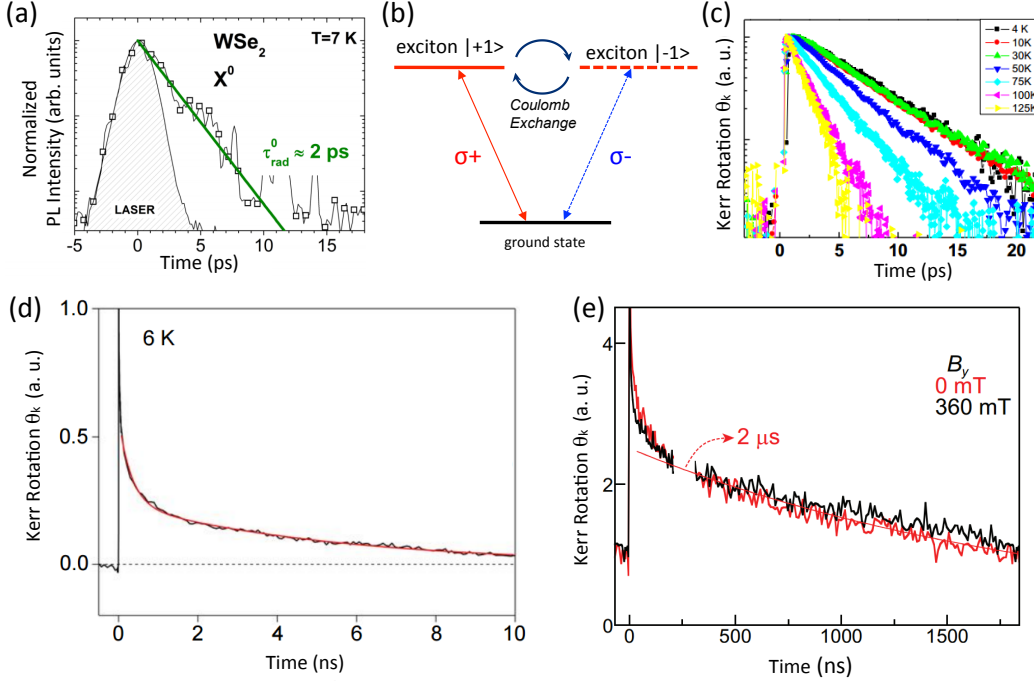 (a)
WSe2
X0
T=7 K
τ0rad ≈ 2 ps
LASER
Normalized
PL Intensity (arb. units)
-5 0 5 10 15
Time (ps)
(b)
exciton |+1>
exciton |-1>
Coulomb
Exchange
σ+
σ-
ground state
(c)
4 K
10K
30K
50K
75K
100K
125K
Kerr Rotation θk (a. u.)
0 5 10 15 20
Time (ps)
(d)
6 K
1.0
0.5
0.0
Kerr Rotation θk (a. u.)
0 2 4 6 8 10
Time (ns)
(e)
By
0 mT
360 mT
2 μs
4
2
0
Kerr Rotation θk (a. u.)
0 500 1000 1500
Time (ns)